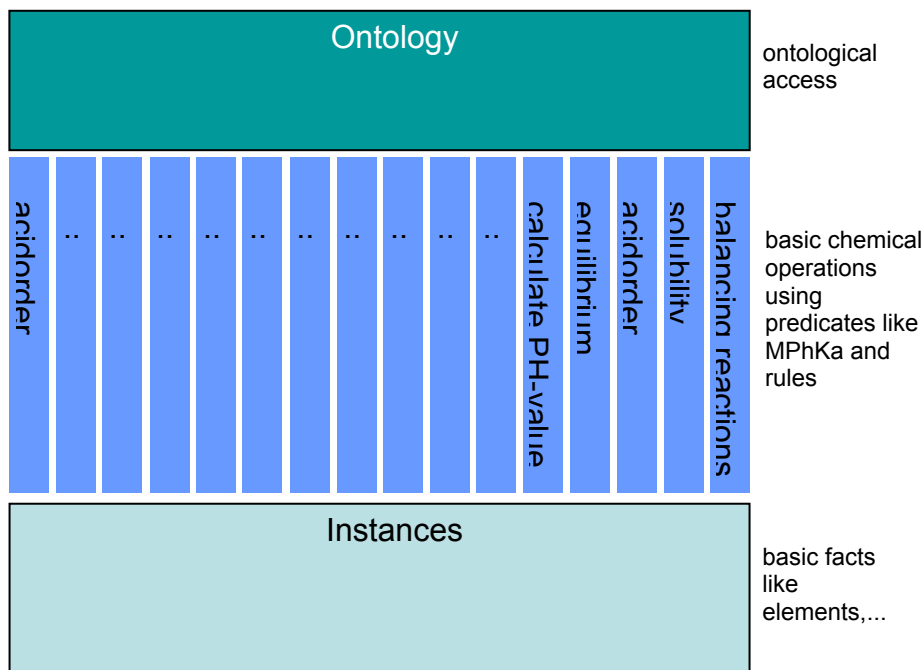 Ontology
ontological
access
acidorder
..
..
..
..
..
..
..
..
..
..
calculate PH-value
equilibrium
acidorder
solubility
balancing reactions
basic chemical
operations
using
predicates like
MPhKa and
rules
Instances
basic facts
like
elements,...